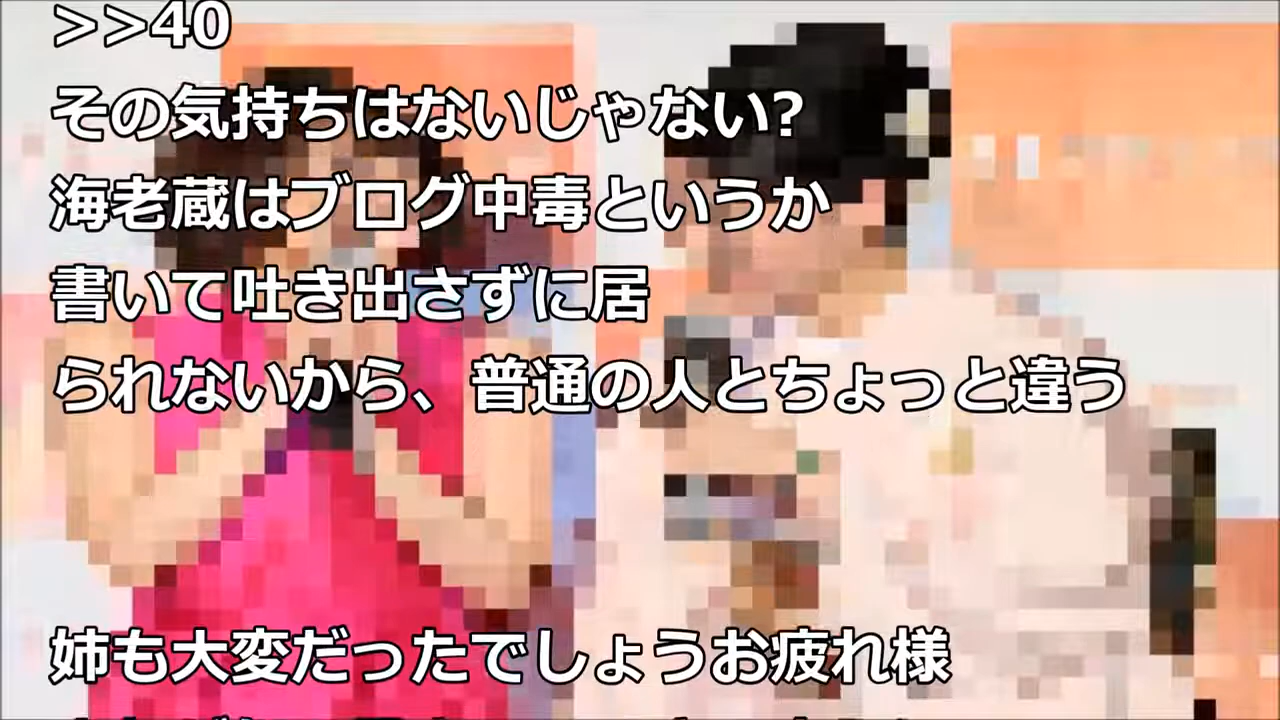 >>40
その気持ちはないじゃない?
海老蔵はブログ中毒というか
書いて吐き出さずに居
られないから、普通の人とちょっと違う
姉も大変だったでしょうお疲れ様